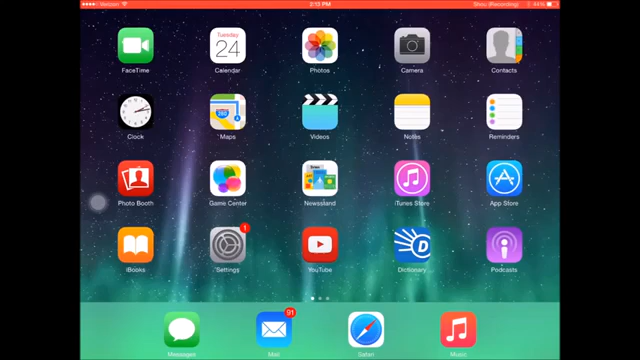 Verizon 2:13 PM Shou (Recording) 44%
Tuesday
FaceTime 24 Photos Camera Contacts
Calendar
280
Clock Maps Videos Notes Reminders
Photo Booth Game Center Newsstand iTunes Store App Store
1
D
iBooks Settings YouTube Dictionary Podcasts
91
Messages Mail Safari Music